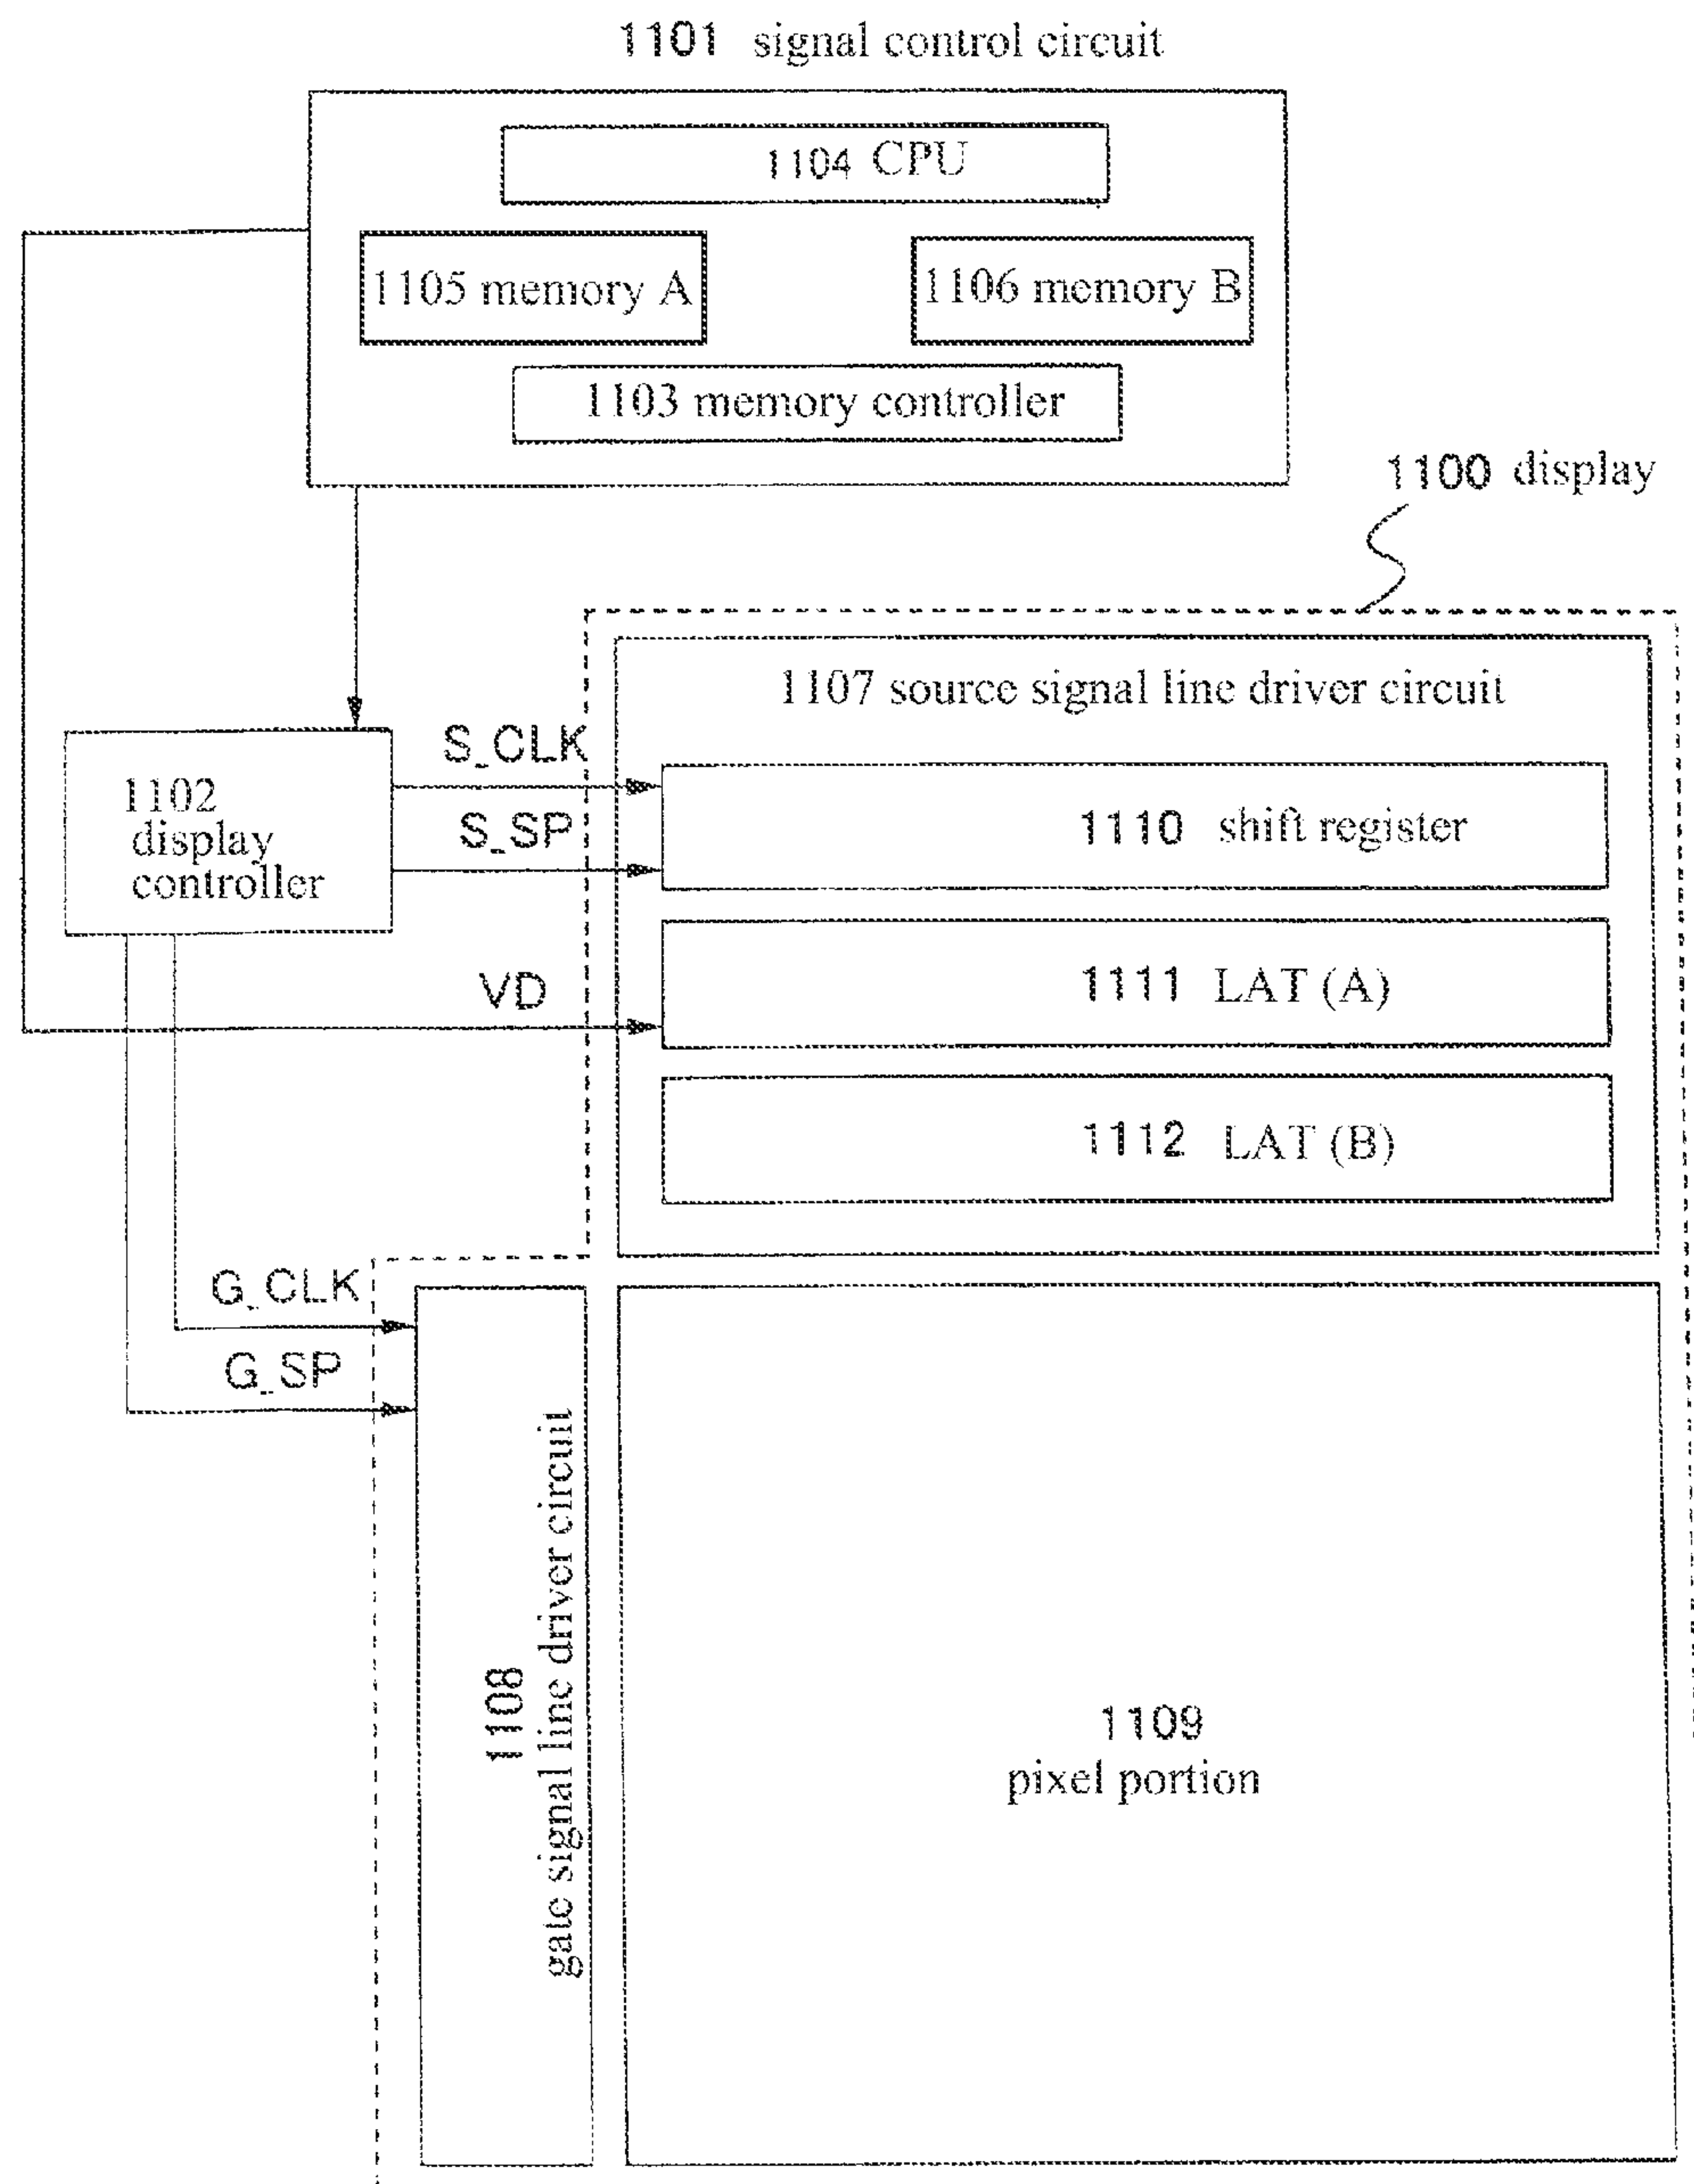 1101 signal control circuit
1104 CPU
1105 memory A
1106 memory B
1103 memory controller
1100 display
1107 source signal line driver circuit
S_CLK
1102
display
controller
S_SP
1110 shift register
VD
1111 LAT (A)
1112 LAT (B)
G_CLK
G_SP
1108
gate signal line driver circuit
1109
pixel portion